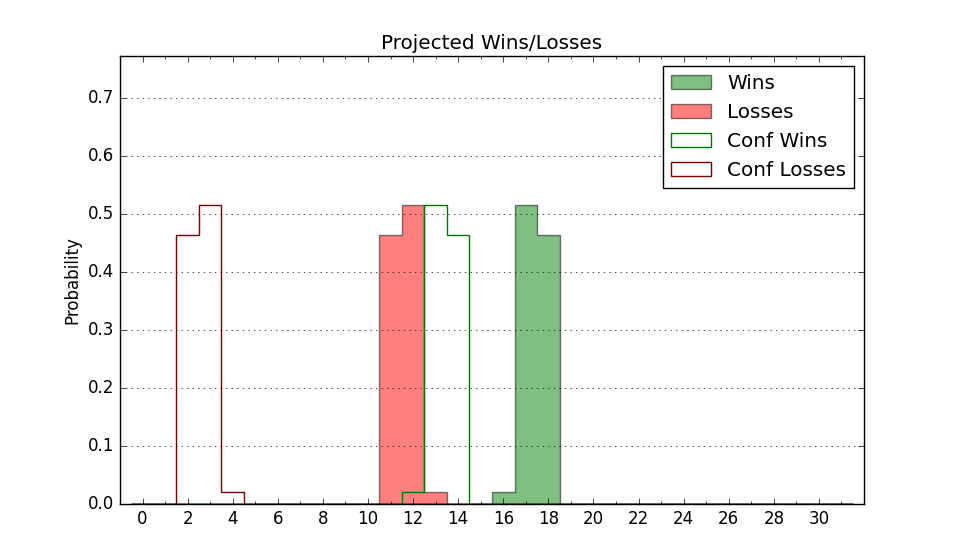 Projected Wins/Losses
Wins
Losses
Conf Wins
Conf Losses
Probability
0.7
0.6
0.5
0.4
0.3
0.2
0.1
0.0
0 2 4 6 8 10 12 14 16 18 20 22 24 26 28 30